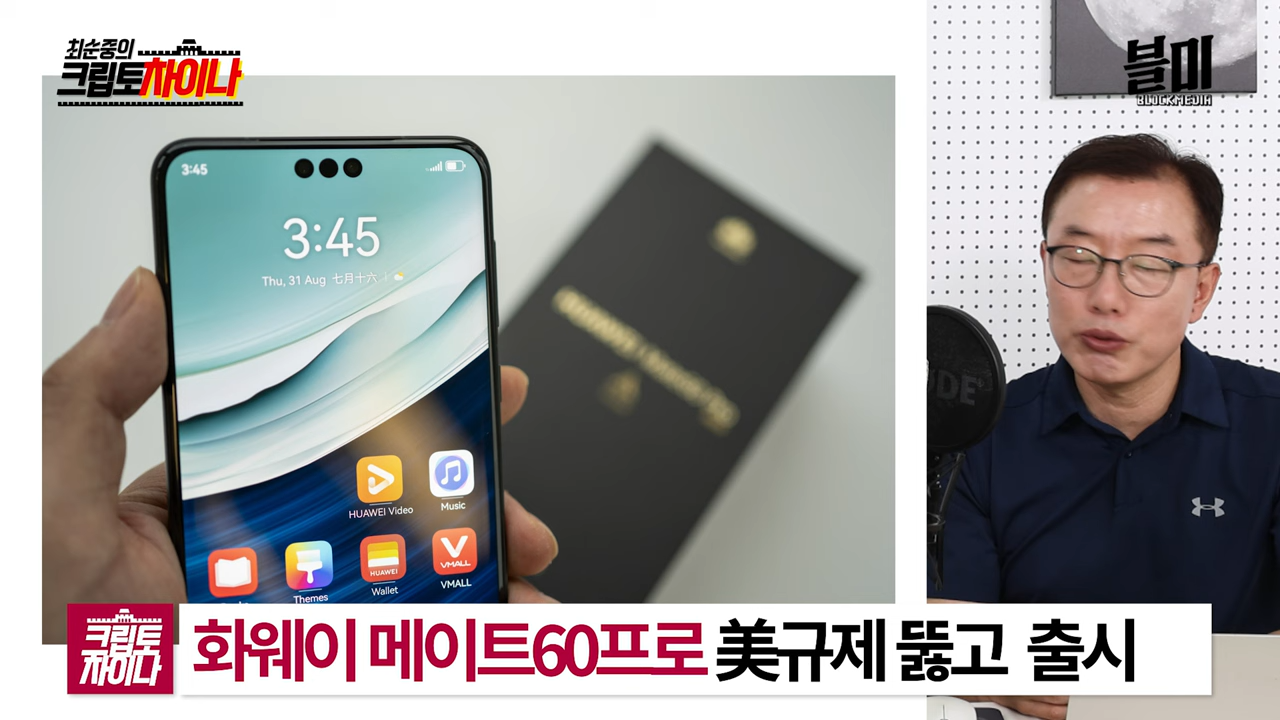 최순중의
크립토차이나
블미
BLOCKMEDIA
3:45
3:45
Thu, 31 Aug 七月十六
HUAWEI Video
Music
HUAWEI
VMALL
Themes
Wallet
VMALL
UNDER
크립토
차이나
화웨이 메이트60프로 美규제 뚫고 출시